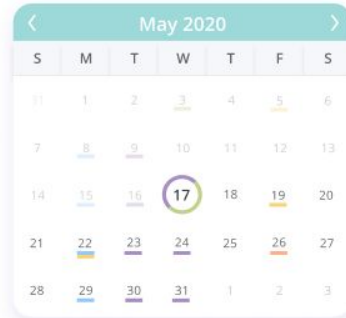 May 2020
S M T W T F S
31 1 2 3 4 5 6
7 8 9 10 11 12 13
14 15 16 17 18 19 20
21 22 23 24 25 26 27
28 29 30 31 1 2 3